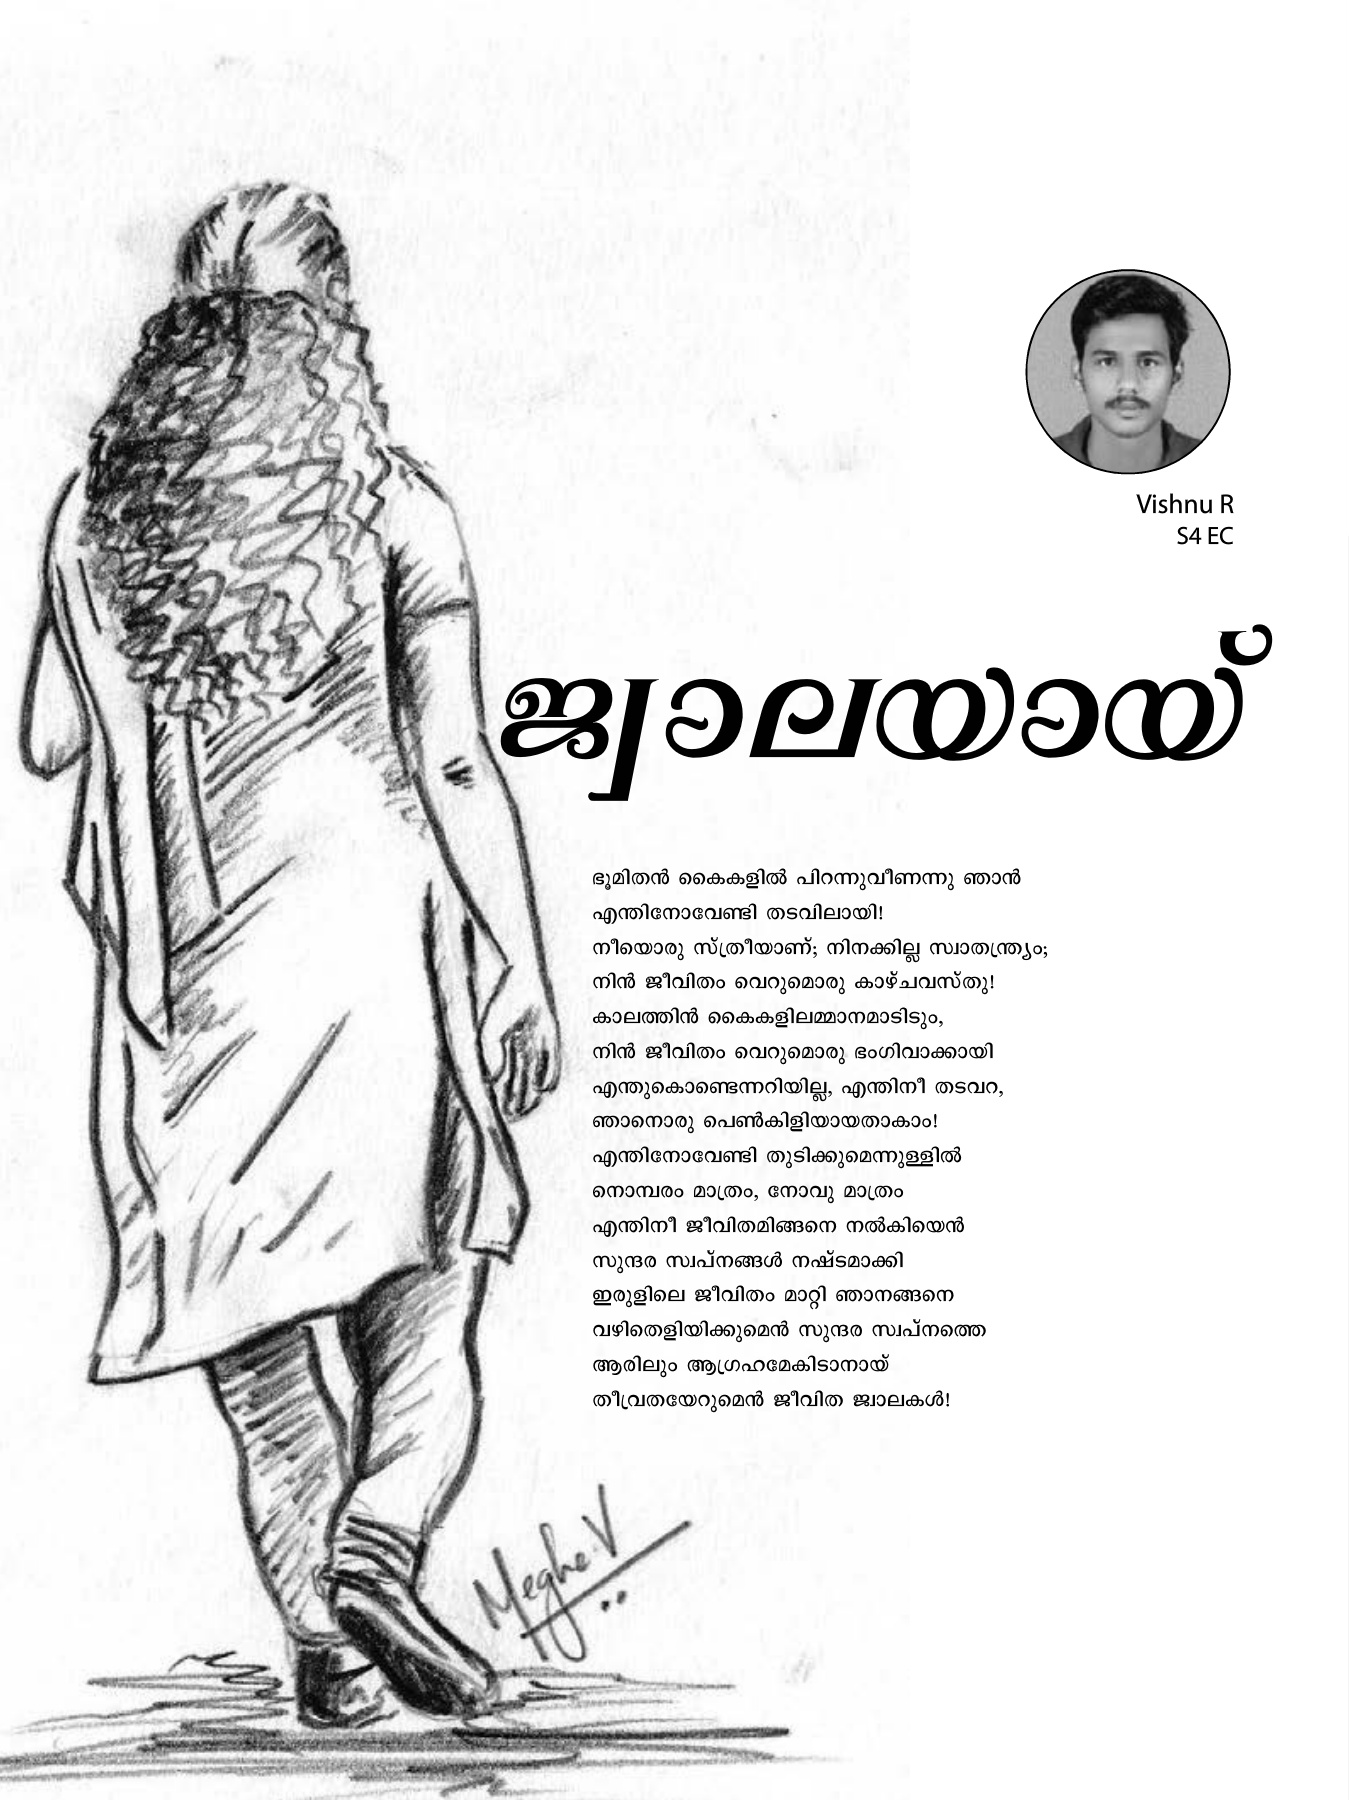 Vishnu R
S4 EC
ജ്വാലയായ്
ഭൂമിതൻ കൈകളിൽ പിറന്നുവീണന്നു ഞാൻ
എന്തിനോവേണ്ടി തടവിലായി!
നീയൊരു സ്ത്രീയാണ്; നിനക്കില്ല സ്വാതന്ത്ര്യം;
നിൻ ജീവിതം വെറുമൊരു കാഴ്ചവസ്തു!
കാലത്തിൻ കൈകളിലമ്മാനമാടിടും,
നിൻ ജീവിതം വെറുമൊരു ഭംഗിവാക്കായി
എന്തുകൊണ്ടെന്നറിയില്ല, എന്തിനീ തടവറ,
ഞാനൊരു പെൺകിളിയായതാകാം!
എന്തിനോവേണ്ടി തുടിക്കുമെന്നുള്ളിൽ
നൊമ്പരം മാത്രം, നോവു മാത്രം
എന്തിനീ ജീവിതമിങ്ങനെ നൽകിയെൻ
സുന്ദര സ്വപ്നങ്ങൾ നഷ്ടമാക്കി
ഇരുളിലെ ജീവിതം മാറ്റി ഞാനങ്ങനെ
വഴിതെളിയിക്കുമെൻ സുന്ദര സ്വപ്നത്തെ
ആരിലും ആഗ്രഹമേകിടാനായ്
തീവ്രതയേറുമെൻ ജീവിത ജ്വാലകൾ!
Megha.V